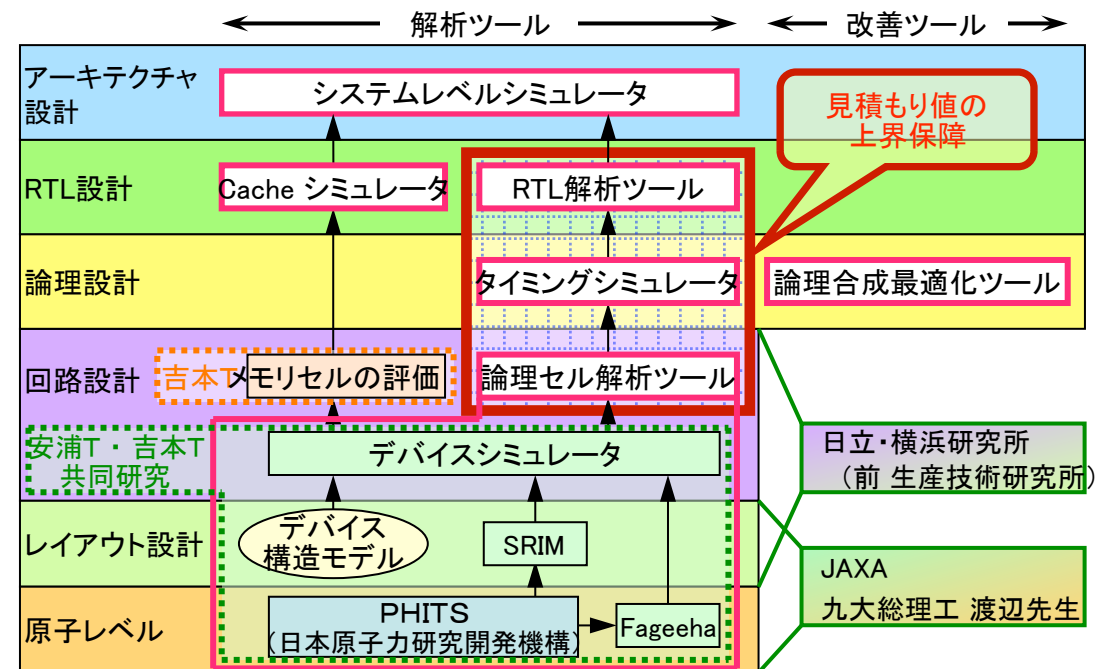 解析ツール
改善ツール
アーキテクチャ
設計
システムレベルシミュレータ
見積もり値の
上界保障
RTL設計
Cache シミュレータ
RTL解析ツール
論理設計
タイミングシミュレータ
論理合成最適化ツール
回路設計
吉本T
メモリセルの評価
論理セル解析ツール
安浦T・吉本T
共同研究
デバイスシミュレータ
日立・横浜研究所
(前 生産技術研究所)
レイアウト設計
デバイス
構造モデル
SRIM
JAXA
九大総理工 渡辺先生
原子レベル
PHITS
(日本原子力研究開発機構)
Fageeha